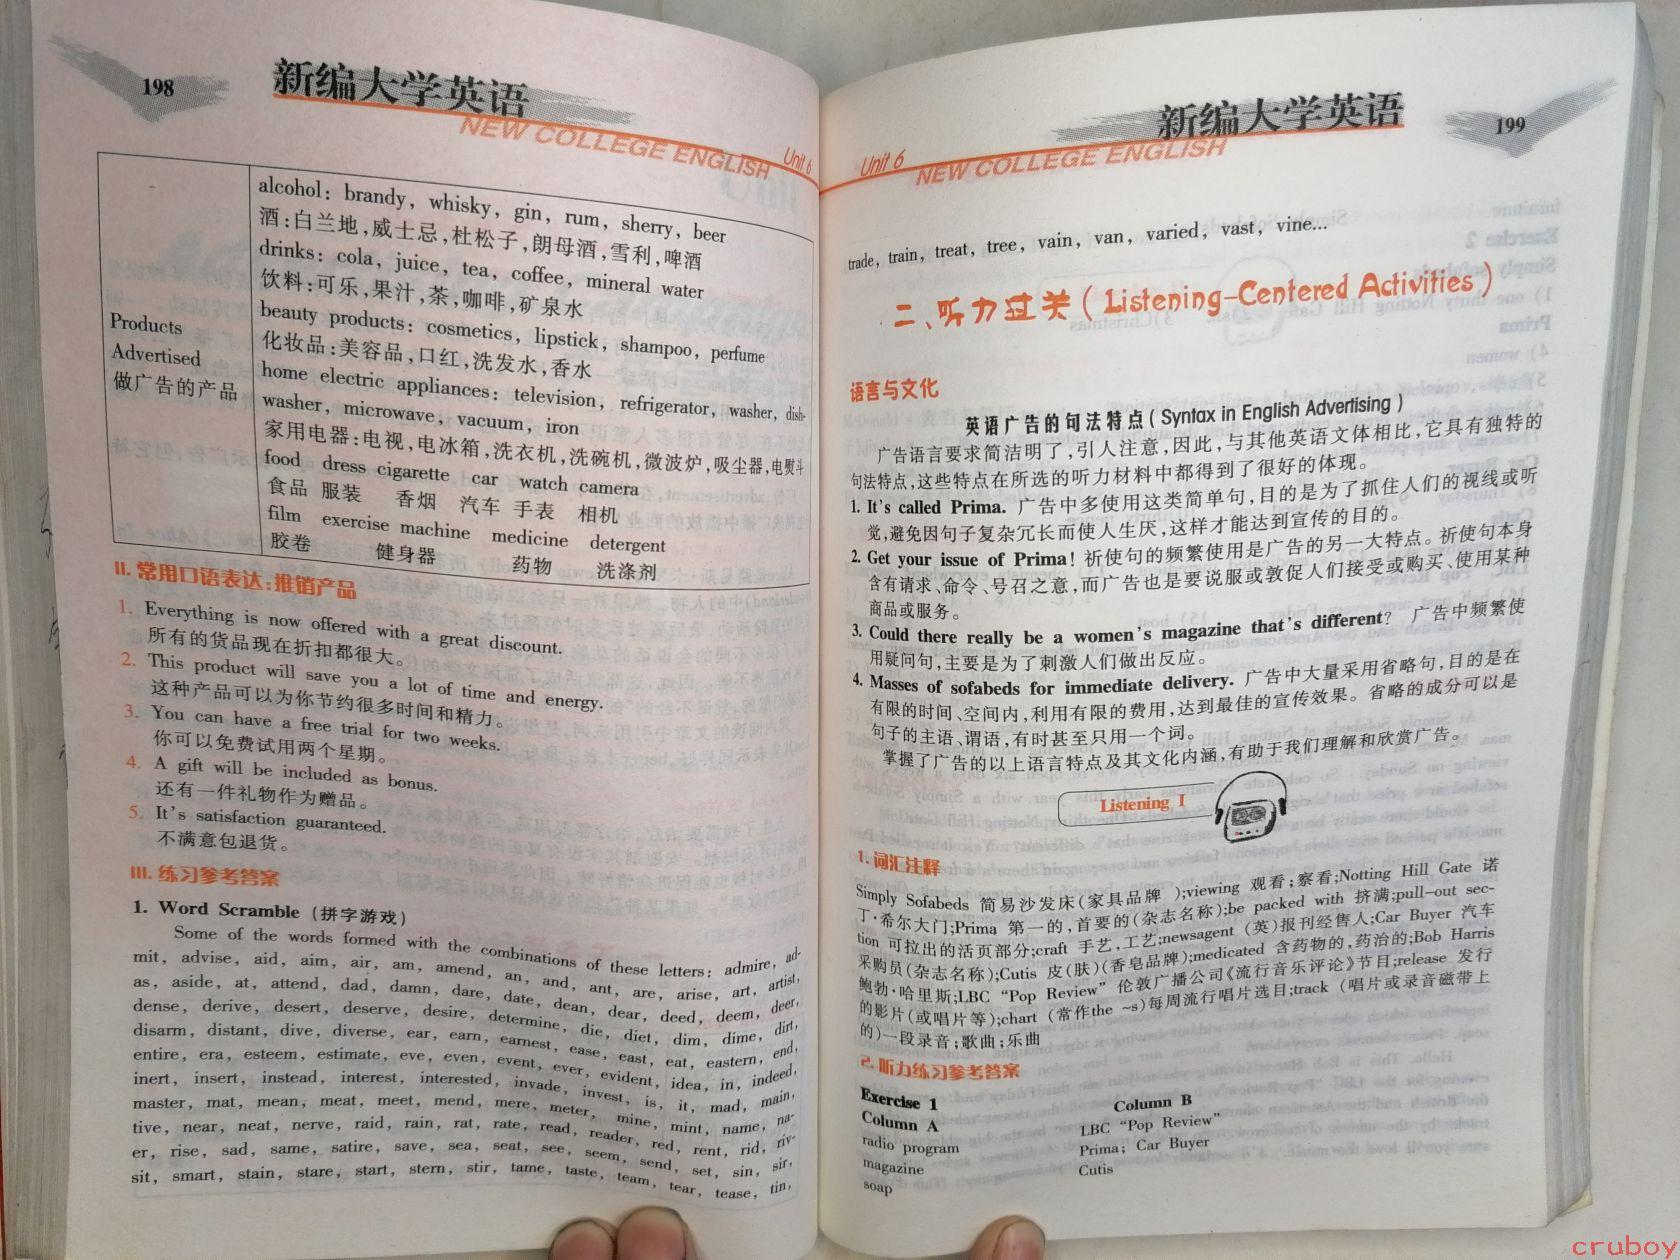 198
新编大学英语
NEW COLLEGE ENGLISH
Unit 6
Products
Advertised
做广告的产品
alcohol: brandy, whisky, gin, rum, sherry, beer
酒:白兰地,威士忌,杜松子,朗母酒,雪利,啤酒
drinks: cola, juice, tea, coffee, mineral water
饮料:可乐,果汁,茶,咖啡,矿泉水
beauty products: cosmetics, lipstick, shampoo, perfume
化妆品:美容品,口红,洗发水,香水
home electric appliances: television, refrigerator, washer, dish-
washer, microwave, vacuum, iron
家用电器:电视,电冰箱,洗衣机,洗碗机,微波炉,吸尘器,电熨斗
food dress cigarette car watch camera
食品 服装 香烟 汽车 手表 相机
film exercise machine medicine detergent
胶卷 健身器 药物 洗涤剂
II. 常用口语表达:推销产品
1. Everything is now offered with a great discount.
所有的货品现在折扣都很大。
2. This product will save you a lot of time and energy.
这种产品可以为你节约很多时间和精力。
3. You can have a free trial for two weeks.
你可以免费试用两个星期。
4. A gift will be included as bonus.
还有一件礼物作为赠品。
5. It's satisfaction guaranteed.
不满意包退货。
III. 练习参考答案
1. Word Scramble (拼字游戏)
Some of the words formed with the combinations of these letters: admire, ad-
mit, advise, aid, aim, air, am, amend, an, and, ant, are, arise, art, artist,
as, aside, at, attend, dad, damn, dare, date, dean, dear, deed, deem, deer,
dense, derive, desert, deserve, desire, determine, die, diet, dim, dime, dirt,
disarm, distant, dive, diverse, ear, earn, earnest, ease, east, eat, eastern, end,
entire, era, esteem, estimate, eve, even, event, ever, evident, idea, in, indeed,
inert, insert, instead, interest, interested, invade, invest, is, it, mad, main,
master, mat, mean, meat, meet, mend, mere, meter, mine, mint, name, na-
tive, near, neat, nerve, raid, rain, rat, rate, read, reader, red, rent, rid, riv-
er, rise, sad, same, satire, save, sea, seat, see, seem, send, set, sin, sir,
sit, smart, stain, stare, start, stern, stir, tame, taste, team, tear, tease, tin,
新编大学英语
199
Unit 6
NEW COLLEGE ENGLISH
trade, train, treat, tree, vain, van, varied, vast, vine...
二、听力过关(Listening-Centered Activities)
语言与文化
英语广告的句法特点(Syntax in English Advertising)
广告语言要求简洁明了,引人注意,因此,与其他英语文体相比,它具有独特的
句法特点,这些特点在所选的听力材料中都得到了很好的体现。
1. It's called Prima. 广告中多使用这类简单句,目的是为了抓住人们的视线或听
觉,避免因句子复杂冗长而使人生厌,这样才能达到宣传的目的。
2. Get your issue of Prima! 祈使句的频繁使用是广告的另一大特点。祈使句本身
含有请求、命令、号召之意,而广告也是要说服或敦促人们接受或购买、使用某种
商品或服务。
3. Could there really be a women's magazine that's different? 广告中频繁使
用疑问句,主要是为了刺激人们做出反应。
4. Masses of sofabeds for immediate delivery. 广告中大量采用省略句,目的是在
有限的时间、空间内,利用有限的费用,达到最佳的宣传效果。省略的成分可以是
句子的主语、谓语,有时甚至只用一个词。
掌握了广告的以上语言特点及其文化内涵,有助于我们理解和欣赏广告。
Listening I
1. 词汇注释
Simply Sofabeds 简易沙发床(家具品牌);viewing 观看;察看;Notting Hill Gate 诺
丁·希尔大门;Prima 第一的,首要的(杂志名称);be packed with 挤满;pull-out sec-
tion 可拉出的活页部分;craft 手艺,工艺;newsagent (英)报刊经售人;Car Buyer 汽车
采购员(杂志名称);Cutis 皮(肤)(香皂品牌);medicated 含药物的,药治的;Bob Harris
鲍勃·哈里斯;LBC "Pop Review" 伦敦广播公司《流行音乐评论》节目;release 发行
的影片(或唱片等);chart (常作the ~s)每周流行唱片选目;track (唱片或录音磁带上
的)一段录音;歌曲;乐曲
2. 听力练习参考答案
Exercise 1
Column A Column B
radio program LBC "Pop Review"
magazine Prima; Car Buyer
soap Cutis
cruboy